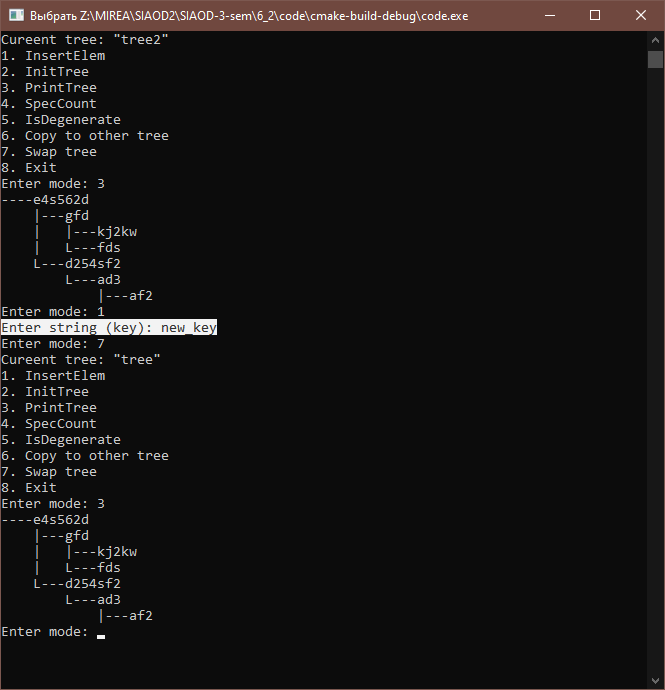 Выбрать Z:\MIREA\SIAOD2\SIAOD-3-sem\6_2\code\cmake-build-debug\code.exe
Cureent tree: "tree2"
1. InsertElem
2. InitTree
3. PrintTree
4. SpecCount
5. IsDegenerate
6. Copy to other tree
7. Swap tree
8. Exit
Enter mode: 3
----e4s562d
    |---gfd
    |   |---kj2kw
    |   L---fds
    L---d254sf2
        L---ad3
            |---af2
Enter mode: 1
Enter string (key): new_key
Enter mode: 7
Cureent tree: "tree"
1. InsertElem
2. InitTree
3. PrintTree
4. SpecCount
5. IsDegenerate
6. Copy to other tree
7. Swap tree
8. Exit
Enter mode: 3
----e4s562d
    |---gfd
    |   |---kj2kw
    |   L---fds
    L---d254sf2
        L---ad3
            |---af2
Enter mode: